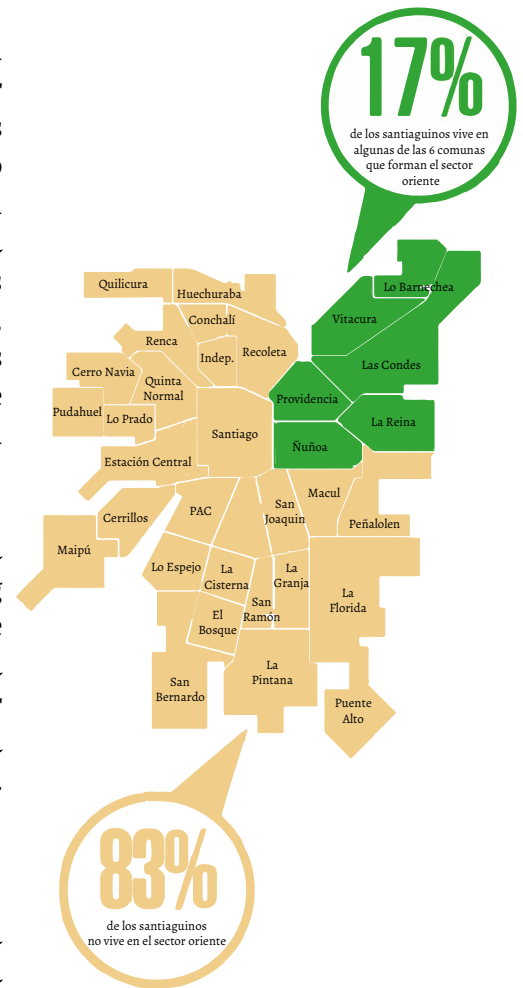 17%
de los santiaguinos vive en
algunas de las 6 comunas
que forman el sector
oriente
Quilicura
Huechuraba
Lo Barnechea
Conchalí
Vitacura
Renca
Indep.
Recoleta
Las Condes
Cerro Navia
Quinta
Normal
Providencia
Pudahuel
Lo Prado
La Reina
Santiago
Ñuñoa
Estación Central
Macul
San
Joaquin
PAC
Cerrillos
Peñalolen
Maipú
Lo Espejo
La
Cisterna
La
Granja
La
Florida
San
Ramón
El
Bosque
La
Pintana
San
Bernardo
Puente
Alto
83%
de los santiaguinos
no vive en el sector oriente